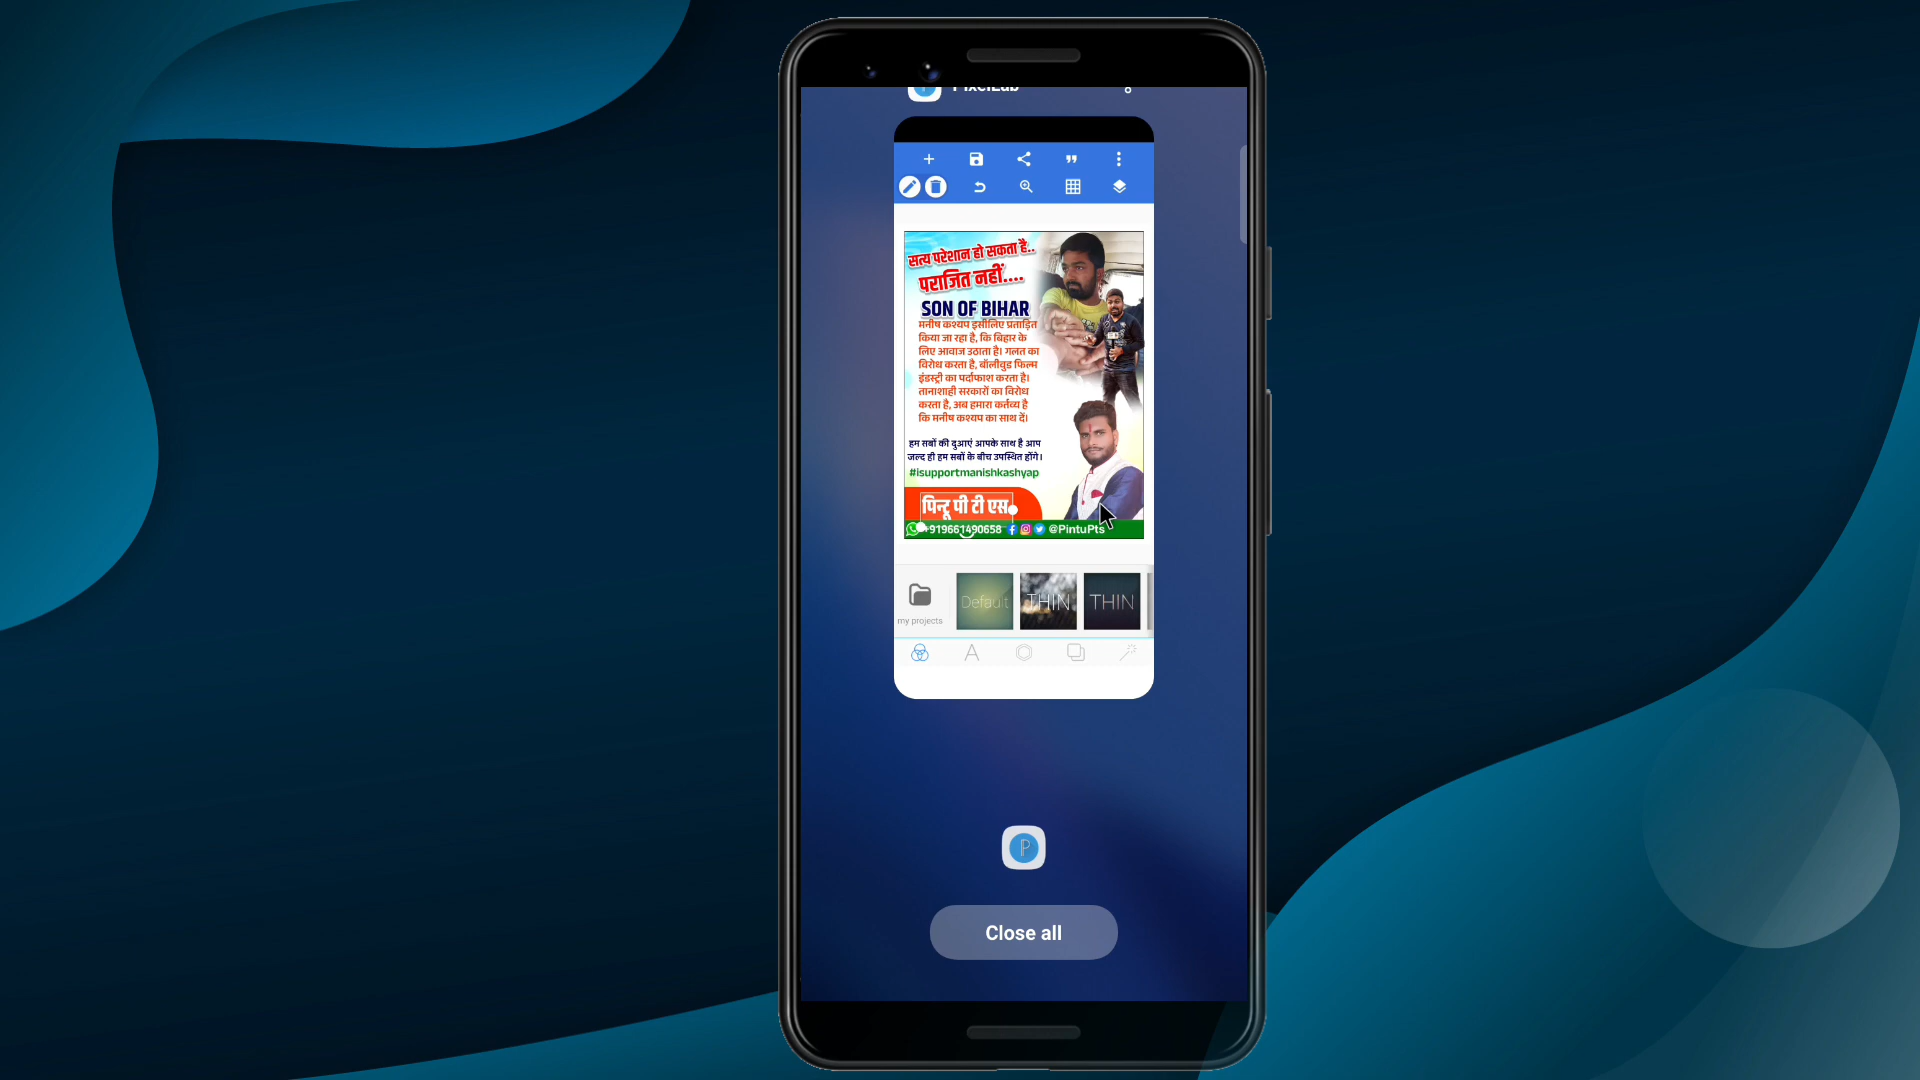 PixelLab
सत्य परेशान हो सकता है..
पराजित नहीं....
SON OF BIHAR
मनीष कश्यप इसीलिए प्रताड़ित
किया जा रहा है, कि बिहार के
लिए आवाज उठाता है। गलत का
विरोध करता है, बॉलीवुड फिल्म
इंडस्ट्री का पर्दाफाश करता है।
तानाशाही सरकारों का विरोध
करता है, अब हमारा कर्तव्य है
कि मनीष कश्यप का साथ दें।
हम सबों की दुआएं आपके साथ है आप
जल्द ही हम सबों के बीच उपस्थित होंगे।
#isupportmanishkashyap
पिन्टू पी टी एस
+919661490658 @PintuPts
my projects Default THIN THIN
Close all